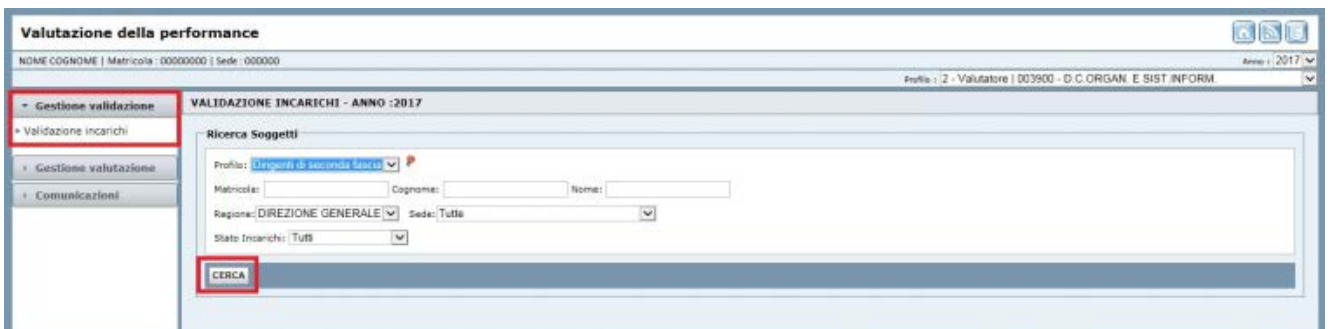 Valutazione della performance
NOME COGNOME | Matricola : 00000000 | Sede : 000000
Anno : 2017
Profilo : 2 - Valutatore | 003900 - D.C.ORGAN. E SIST.INFORM.
Gestione validazione
Validazione incarichi
Gestione valutazione
Comunicazioni
VALIDAZIONE INCARICHI - ANNO :2017
Ricerca Soggetti
Profilo: Dirigenti di seconda fascia
Matricola: Cognome: Nome:
Regione: DIREZIONE GENERALE Sede: Tutte
Stato Incarichi: Tutti
CERCA